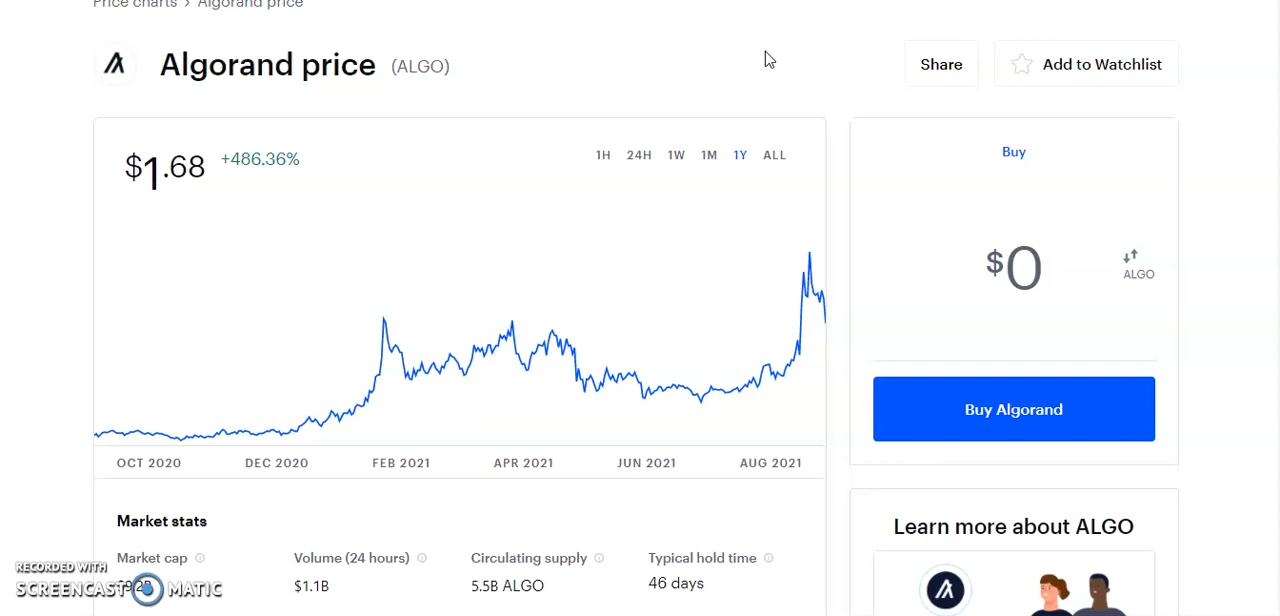 Price charts > Algorand price
Algorand price (ALGO)
Share
Add to Watchlist
$1.68 +486.36%
1H 24H 1W 1M 1Y ALL
Buy
$0
ALGO
Buy Algorand
OCT 2020 DEC 2020 FEB 2021 APR 2021 JUN 2021 AUG 2021
Market stats
Market cap Volume (24 hours) Circulating supply Typical hold time
$1.1B 5.5B ALGO 46 days
Learn more about ALGO
RECORDED WITH
SCREENCAST MATIC